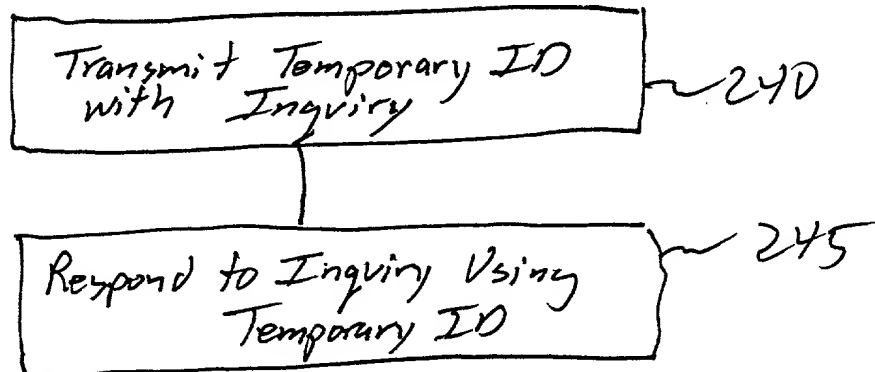 Transmit Temporary ID
with Inquiry
240
245
Respond to Inquiry Using
Temporary ID